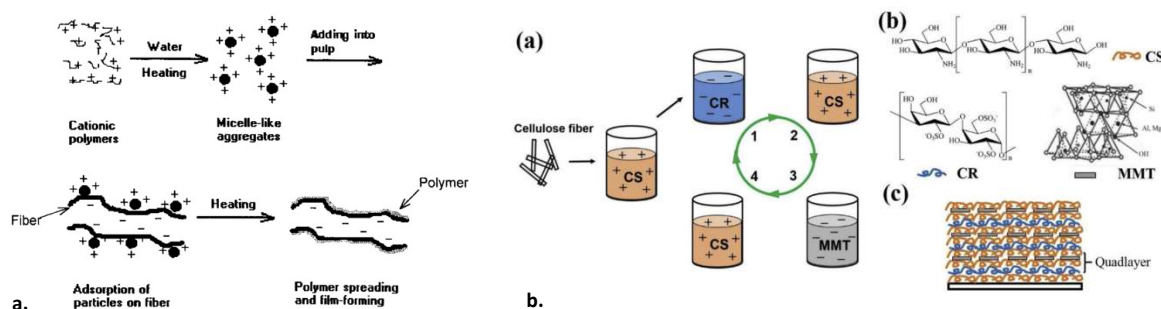 Water
Heating
Adding into
pulp
Cationic
polymers
Micelle-like
aggregates
Fiber
Heating
Polymer
Adsorption of
particles on fiber
Polymer spreading
and film-forming
a.
(a)
Cellulose fiber
CS
CR
CS
1 2
4 3
CS
MMT
b.
(b)
CS
CR
Si
Al, Mg
OH
MMT
(c)
Quadlayer